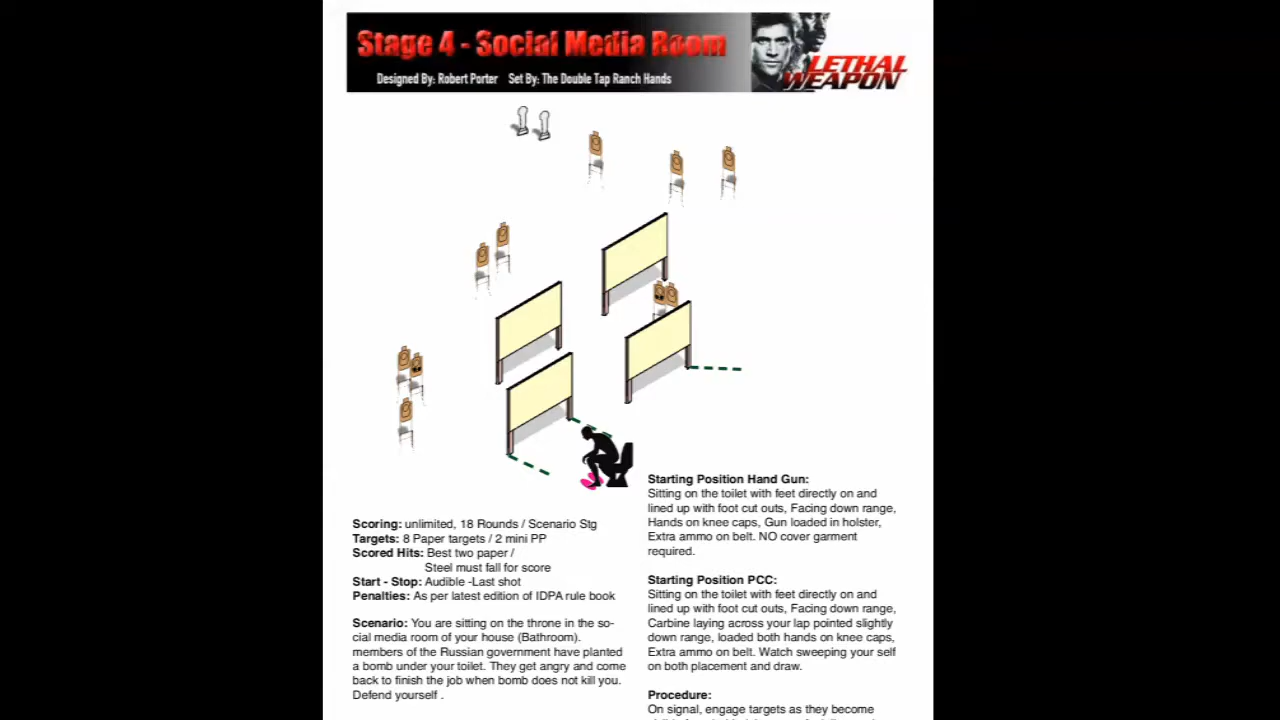 Stage 4 - Social Media Room
Designed By: Robert Porter Set By: The Double Tap Ranch Hands
LETHAL
WEAPON
Scoring: unlimited, 18 Rounds / Scenario Stg
Targets: 8 Paper targets / 2 mini PP
Scored Hits: Best two paper /
Steel must fall for score
Start - Stop: Audible -Last shot
Penalties: As per latest edition of IDPA rule book
Scenario: You are sitting on the throne in the so-
cial media room of your house (Bathroom).
members of the Russian government have planted
a bomb under your toilet. They get angry and come
back to finish the job when bomb does not kill you.
Defend yourself .
Starting Position Hand Gun:
Sitting on the toilet with feet directly on and
lined up with foot cut outs, Facing down range,
Hands on knee caps, Gun loaded in holster,
Extra ammo on belt. NO cover garment
required.
Starting Position PCC:
Sitting on the toilet with feet directly on and
lined up with foot cut outs, Facing down range,
Carbine laying across your lap pointed slightly
down range, loaded both hands on knee caps,
Extra ammo on belt. Watch sweeping your self
on both placement and draw.
Procedure:
On signal, engage targets as they become